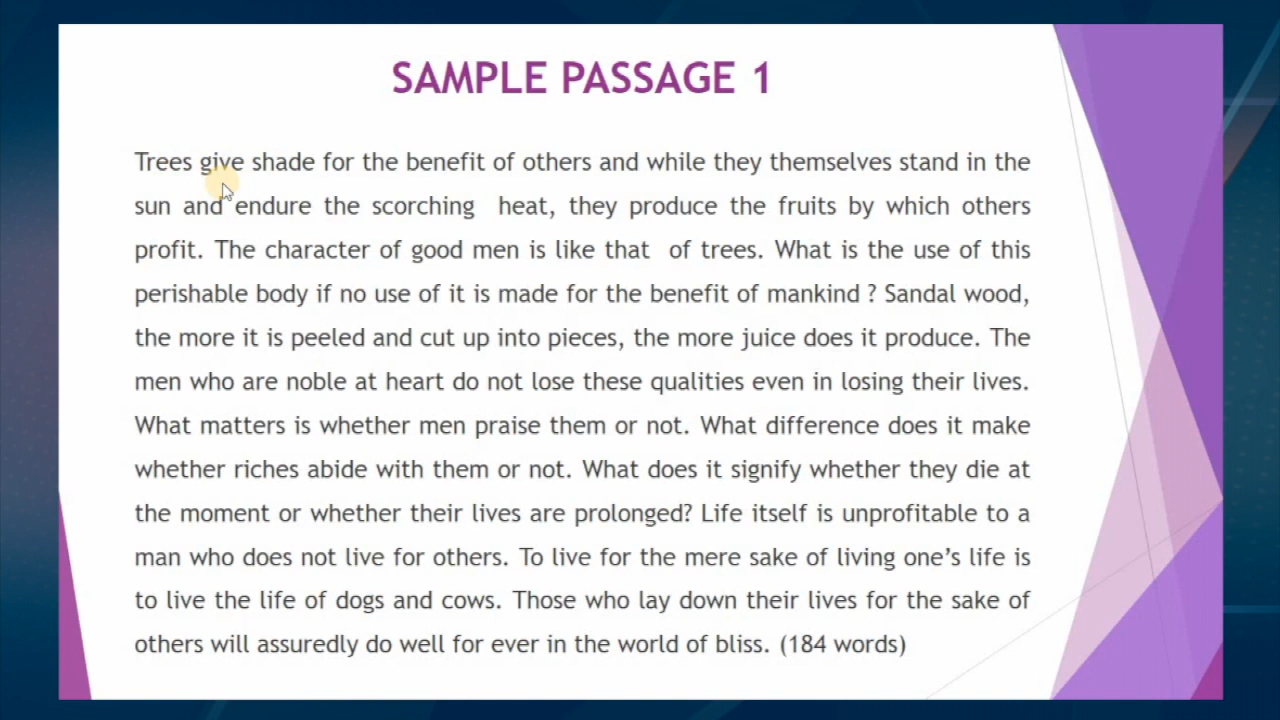 SAMPLE PASSAGE 1
Trees give shade for the benefit of others and while they themselves stand in the
sun and endure the scorching heat, they produce the fruits by which others
profit. The character of good men is like that of trees. What is the use of this
perishable body if no use of it is made for the benefit of mankind ? Sandal wood,
the more it is peeled and cut up into pieces, the more juice does it produce. The
men who are noble at heart do not lose these qualities even in losing their lives.
What matters is whether men praise them or not. What difference does it make
whether riches abide with them or not. What does it signify whether they die at
the moment or whether their lives are prolonged? Life itself is unprofitable to a
man who does not live for others. To live for the mere sake of living one’s life is
to live the life of dogs and cows. Those who lay down their lives for the sake of
others will assuredly do well for ever in the world of bliss. (184 words)